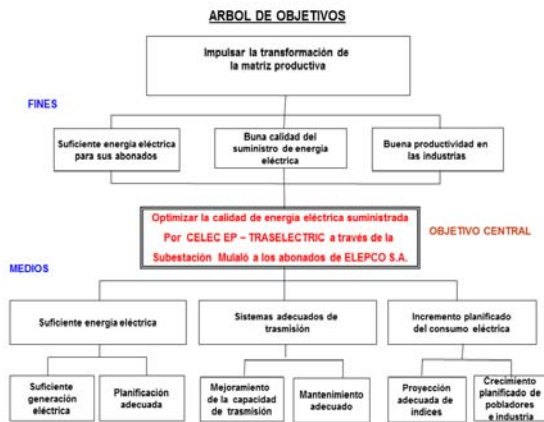 ARBOL DE OBJETIVOS
Impulsar la transformación de
la matriz productiva
FINES
Suficiente energía eléctrica
para sus abonados
Buna calidad del
suministro de energía
eléctrica
Buena productividad en
las industrias
Optimizar la calidad de energía eléctrica suministrada
Por CELEC EP – TRASELECTRIC a través de la
Subestación Mulaló a los abonados de ELEPCO S.A.
OBJETIVO CENTRAL
MEDIOS
Suficiente energía eléctrica
Sistemas adecuados de
trasmisión
Incremento planificado
del consumo eléctrica
Suficiente
generación
eléctrica
Planificación
adecuada
Mejoramiento
de la capacidad
de trasmisión
Mantenimiento
adecuado
Proyección
adecuada de
índices
Crecimiento
planificado de
pobladores
e industria